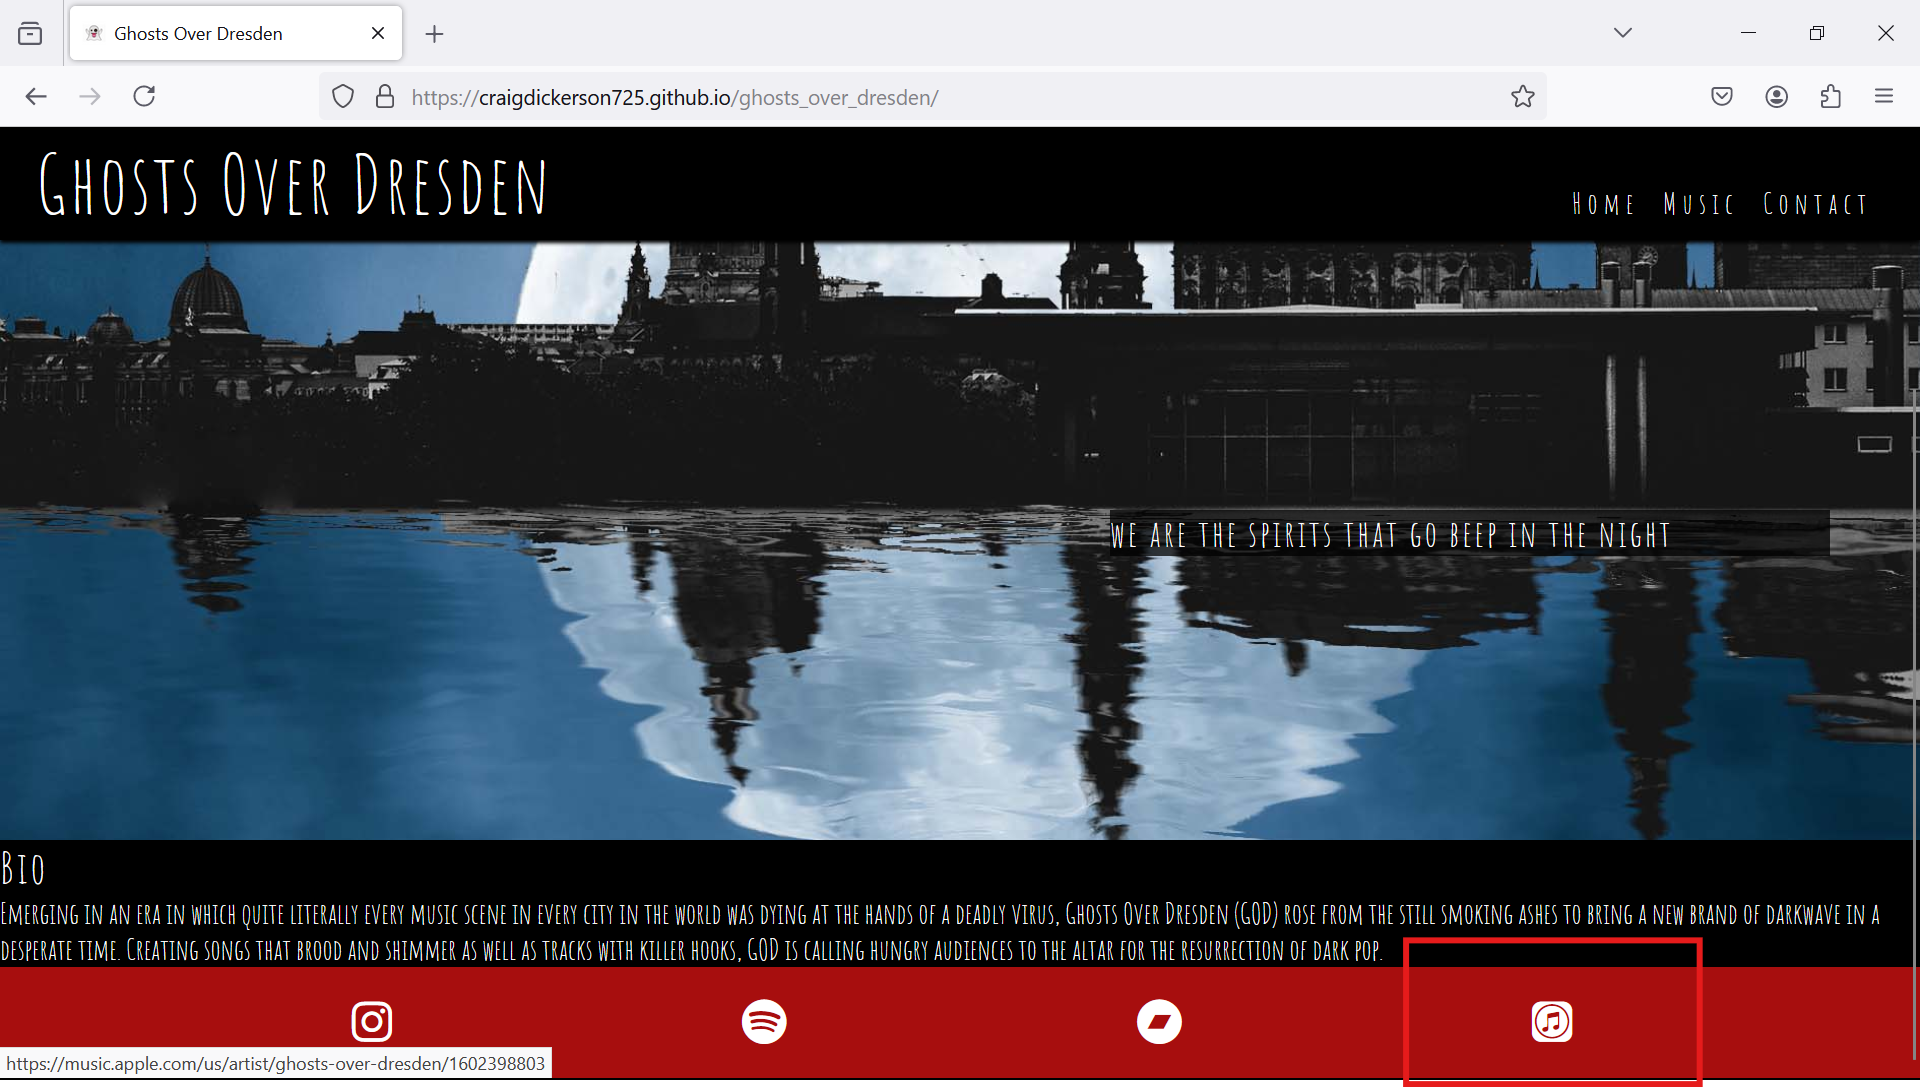 Ghosts Over Dresden
https://craigdickerson725.github.io/ghosts_over_dresden/
Ghosts Over Dresden
Home Music Contact
we are the spirits that go beep in the night
Bio
Emerging in an era in which quite literally every music scene in every city in the world was dying at the hands of a deadly virus, Ghosts Over Dresden (GOD) rose from the still smoking ashes to bring a new brand of darkwave in a
desperate time. Creating songs that brood and shimmer as well as tracks with killer hooks, GOD is calling hungry audiences to the altar for the resurrection of dark pop.
https://music.apple.com/us/artist/ghosts-over-dresden/1602398803